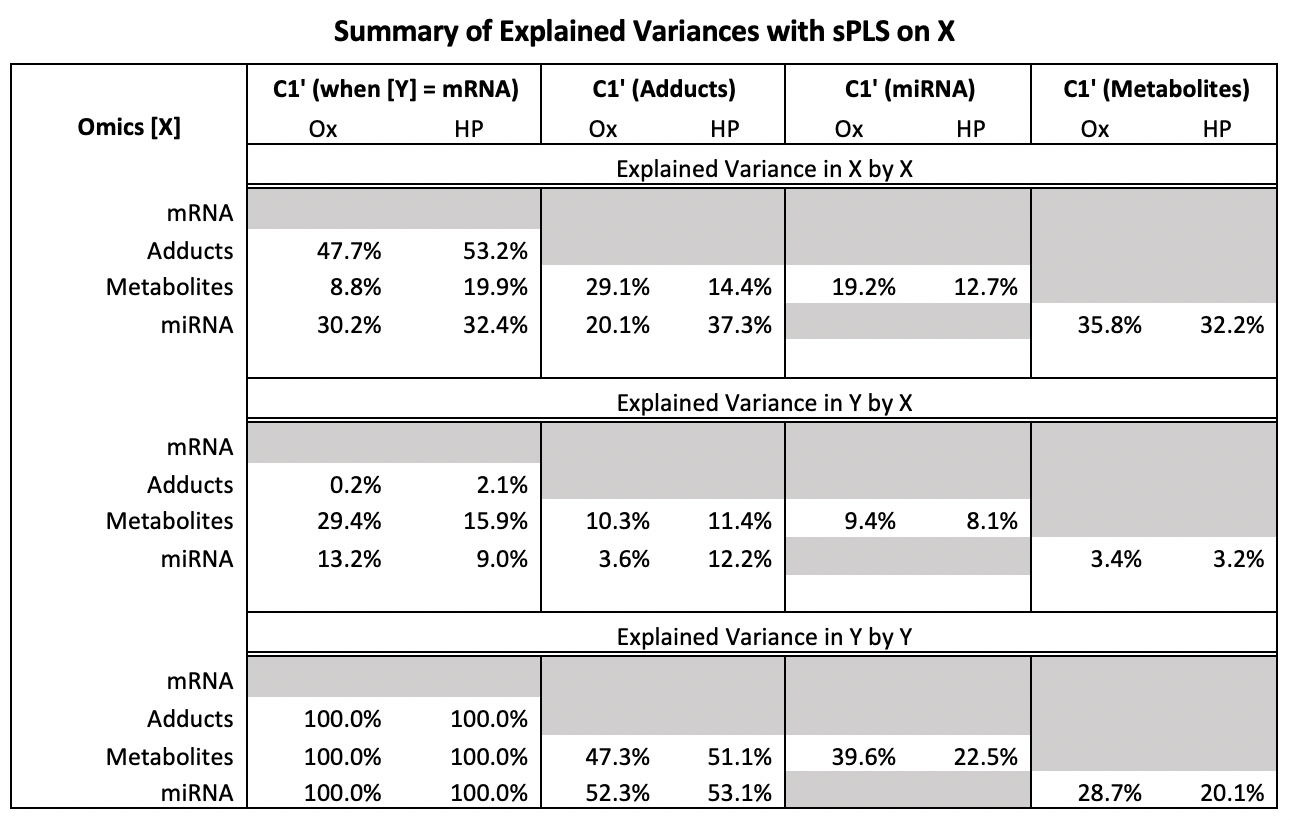 Summary of Explained Variances with sPLS on X
Omics [X] C1' (when [Y] = mRNA) C1' (Adducts) C1' (miRNA) C1' (Metabolites)
Ox HP Ox HP Ox HP Ox HP
Explained Variance in X by X
mRNA
Adducts 47.7% 53.2%
Metabolites 8.8% 19.9% 29.1% 14.4% 19.2% 12.7%
miRNA 30.2% 32.4% 20.1% 37.3% 35.8% 32.2%
Explained Variance in Y by X
mRNA
Adducts 0.2% 2.1%
Metabolites 29.4% 15.9% 10.3% 11.4% 9.4% 8.1%
miRNA 13.2% 9.0% 3.6% 12.2% 3.4% 3.2%
Explained Variance in Y by Y
mRNA
Adducts 100.0% 100.0%
Metabolites 100.0% 100.0% 47.3% 51.1% 39.6% 22.5%
miRNA 100.0% 100.0% 52.3% 53.1% 28.7% 20.1%